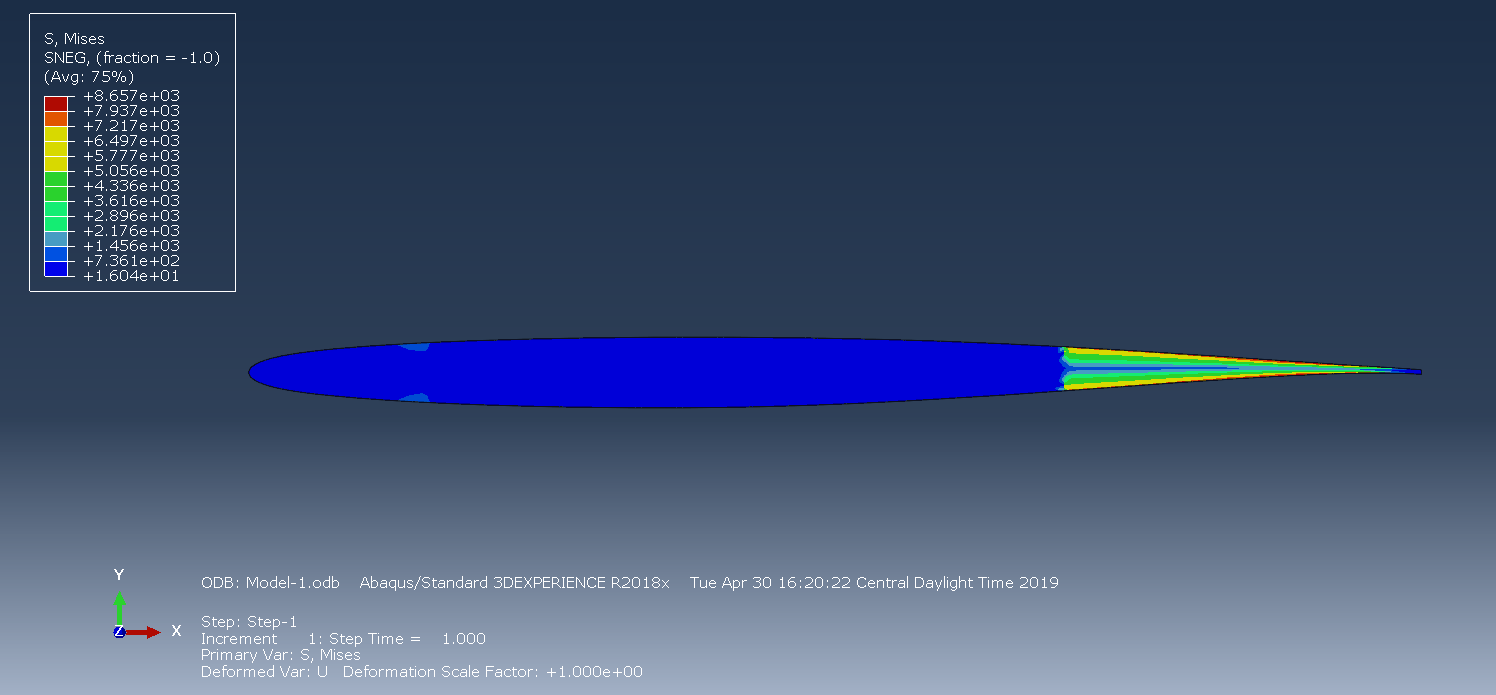 S, Mises
SNEG, (fraction = -1.0)
(Avg: 75%)
+8.657e+03
+7.937e+03
+7.217e+03
+6.497e+03
+5.777e+03
+5.056e+03
+4.336e+03
+3.616e+03
+2.896e+03
+2.176e+03
+1.456e+03
+7.361e+02
+1.604e+01
Y
Z
X
ODB: Model-1.odb Abaqus/Standard 3DEXPERIENCE R2018x Tue Apr 30 16:20:22 Central Daylight Time 2019
Step: Step-1
Increment 1: Step Time = 1.000
Primary Var: S, Mises
Deformed Var: U Deformation Scale Factor: +1.000e+00